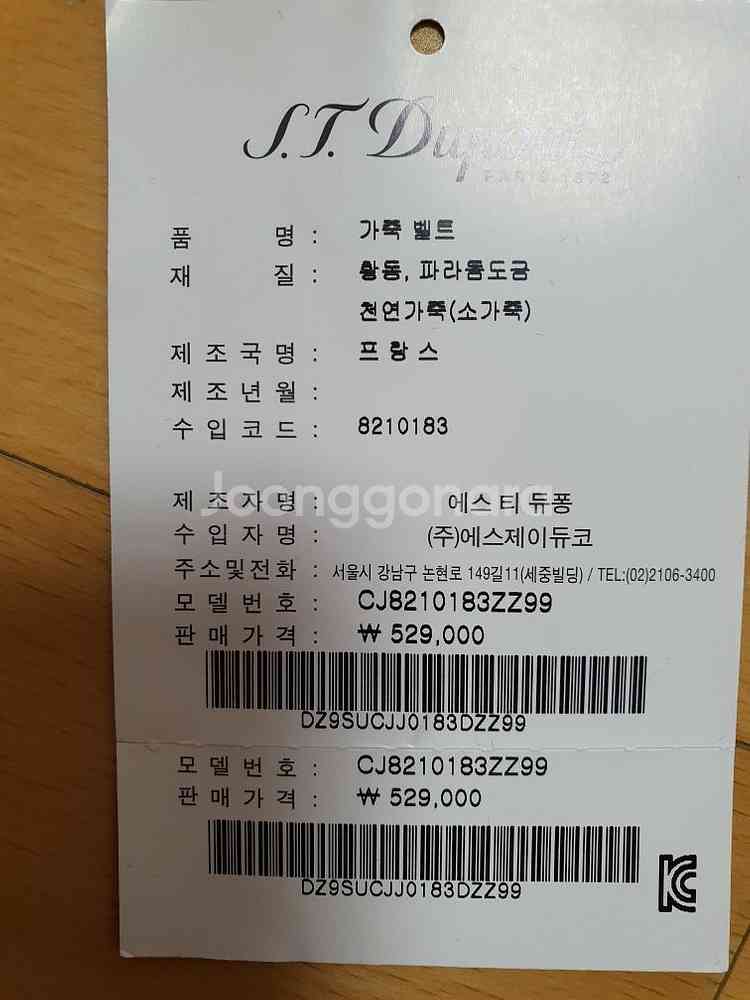 S.T. Dupont
PARIS 1872
품 명 : 가죽 벨트
재 질 : 황동, 파라듐도금
천연가죽(소가죽)
제 조 국 명 : 프 랑 스
제 조 년 월 :
수 입 코 드 : 8210183
Joonggonara
제 조 자 명 : 에스 티 듀퐁
수 입 자 명 : (주)에스제이듀코
주소및전화 : 서울시 강남구 논현로 149길11(세중빌딩) / TEL:(02)2106-3400
모 델 번 호 : CJ8210183ZZ99
판 매 가 격 : ₩ 529,000
DZ9SUCJJ0183DZZ99
모 델 번 호 : CJ8210183ZZ99
판 매 가 격 : ₩ 529,000
DZ9SUCJJ0183DZZ99
KC